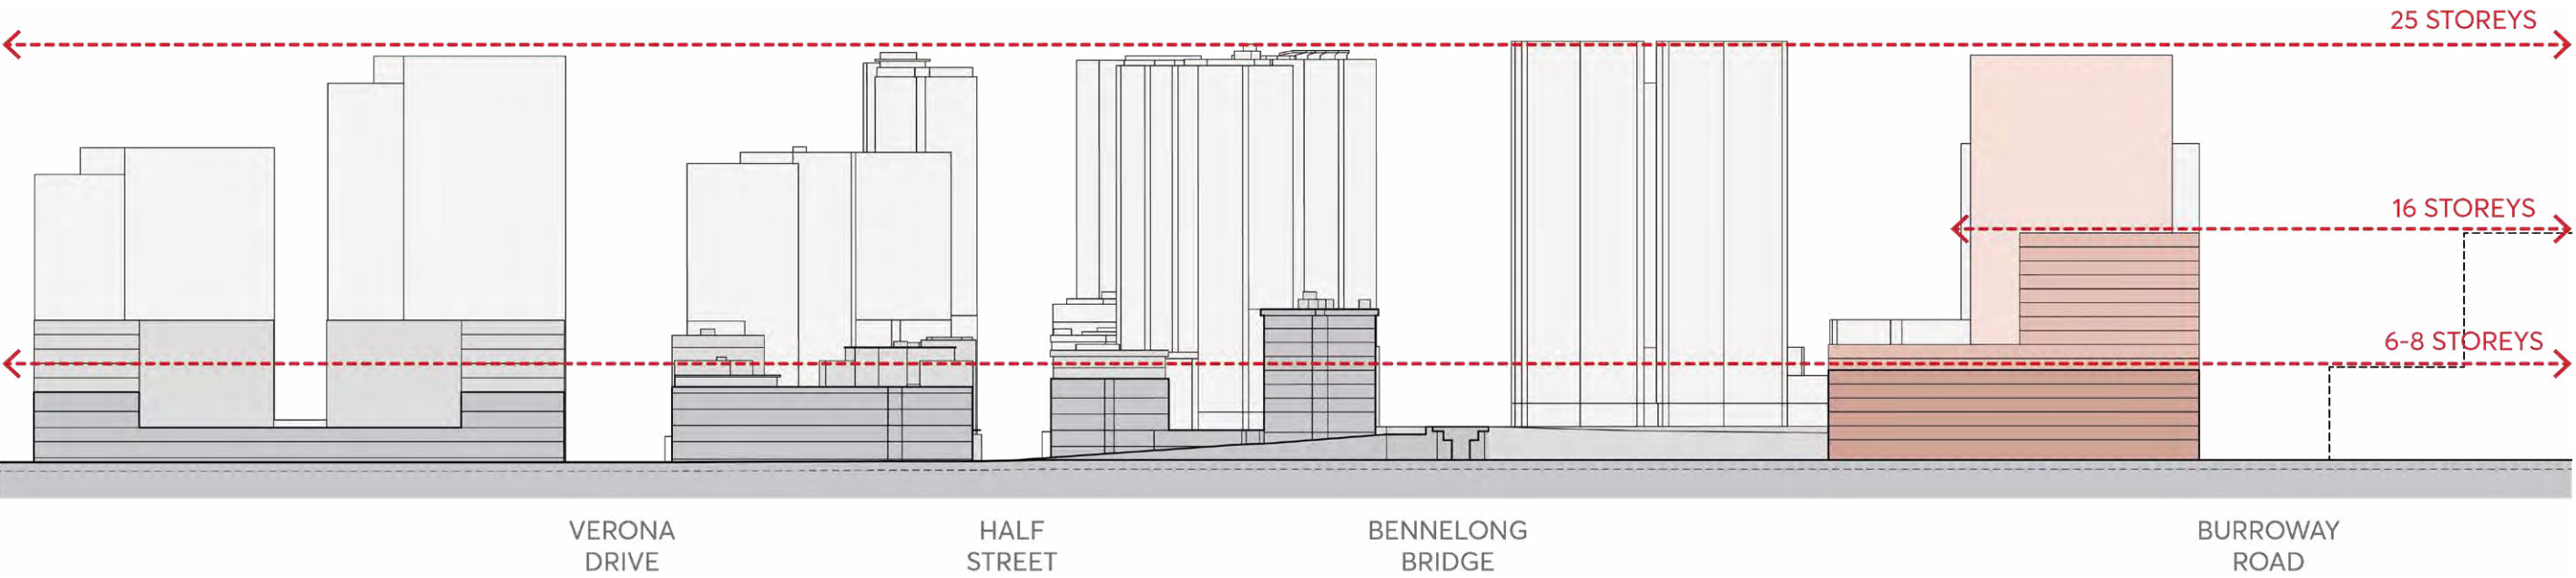 25 STOREYS
16 STOREYS
6-8 STOREYS
VERONA
DRIVE
HALF
STREET
BENNELONG
BRIDGE
BURROWAY
ROAD